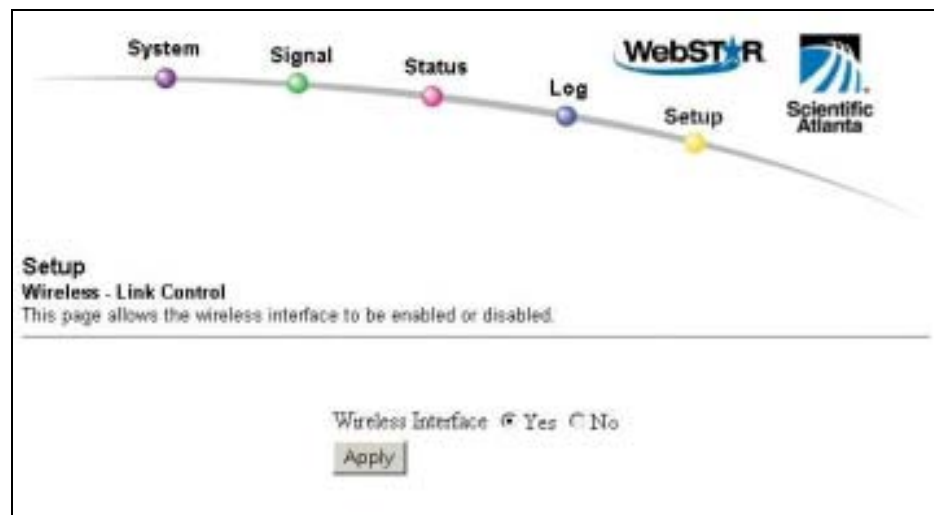 System
Signal
Status
Log
Setup
WebSTAR
Scientific
Atlanta
Setup
Wireless - Link Control
This page allows the wireless interface to be enabled or disabled.
Wireless Interface Yes No
Apply